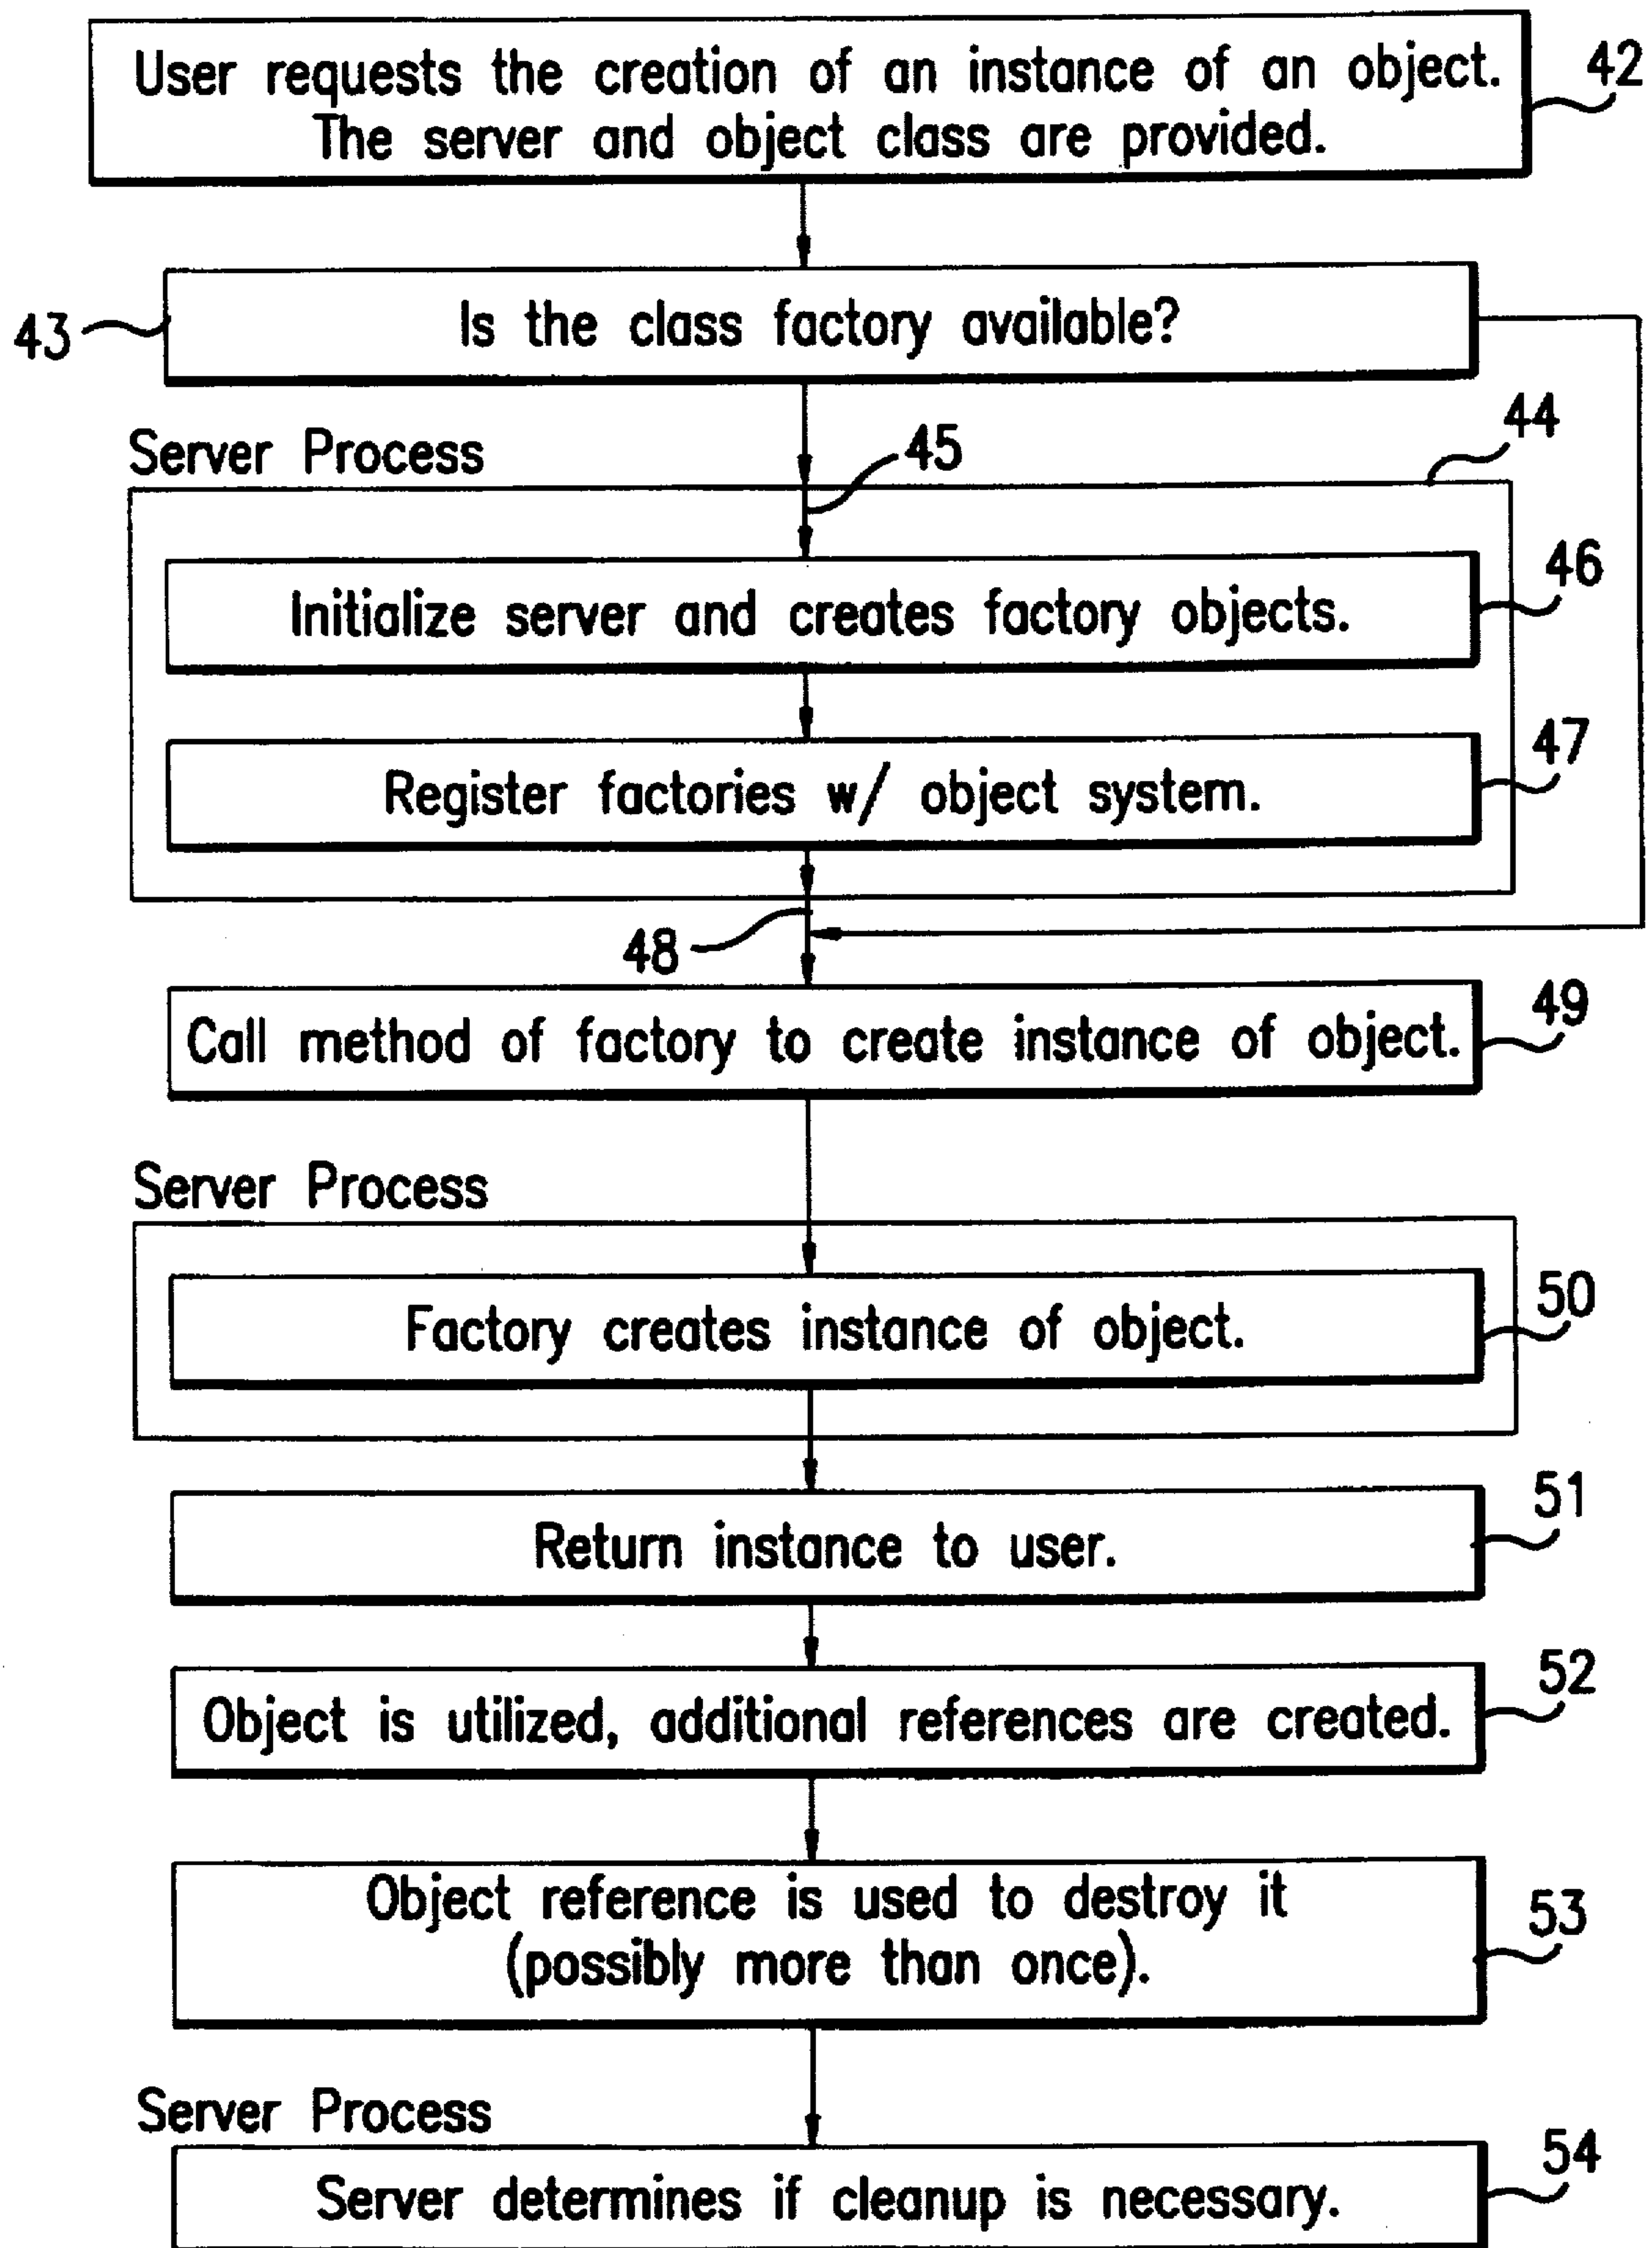 User requests the creation of an instance of an object. 42
The server and object class are provided.
43 Is the class factory available?
44
Server Process 45
Initialize server and creates factory objects. 46
Register factories w/ object system. 47
48
Call method of factory to create instance of object. 49
Server Process
Factory creates instance of object. 50
Return instance to user. 51
Object is utilized, additional references are created. 52
Object reference is used to destroy it
(possibly more than once). 53
Server Process
Server determines if cleanup is necessary. 54